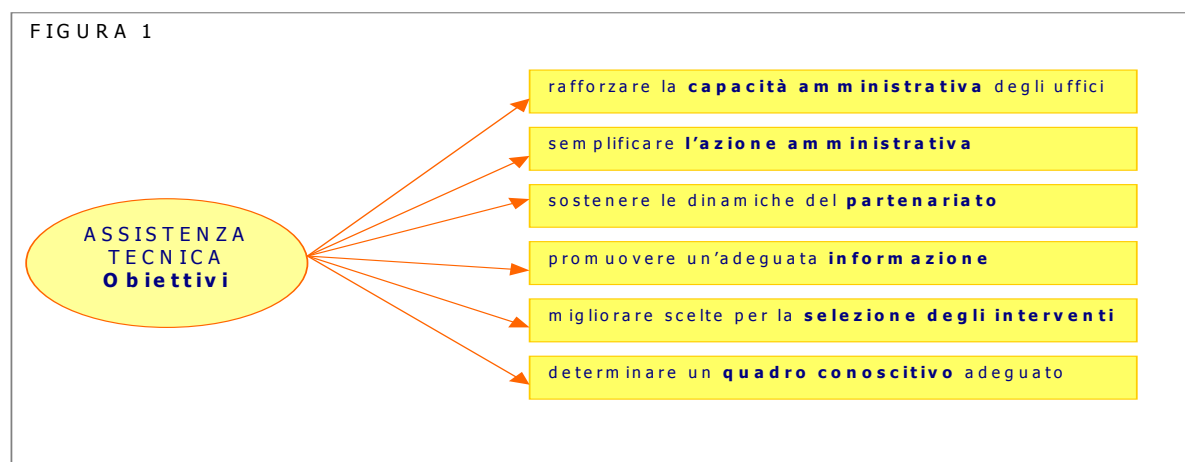 FIGURA 1
rafforzare la capacità amministrativa degli uffici
semplificare l'azione amministrativa
sostenere le dinamiche del partenariato
ASSISTENZA
TECNICA
Obiettivi
promuovere un'adeguata informazione
migliorare scelte per la selezione degli interventi
determinare un quadro conoscitivo adeguato